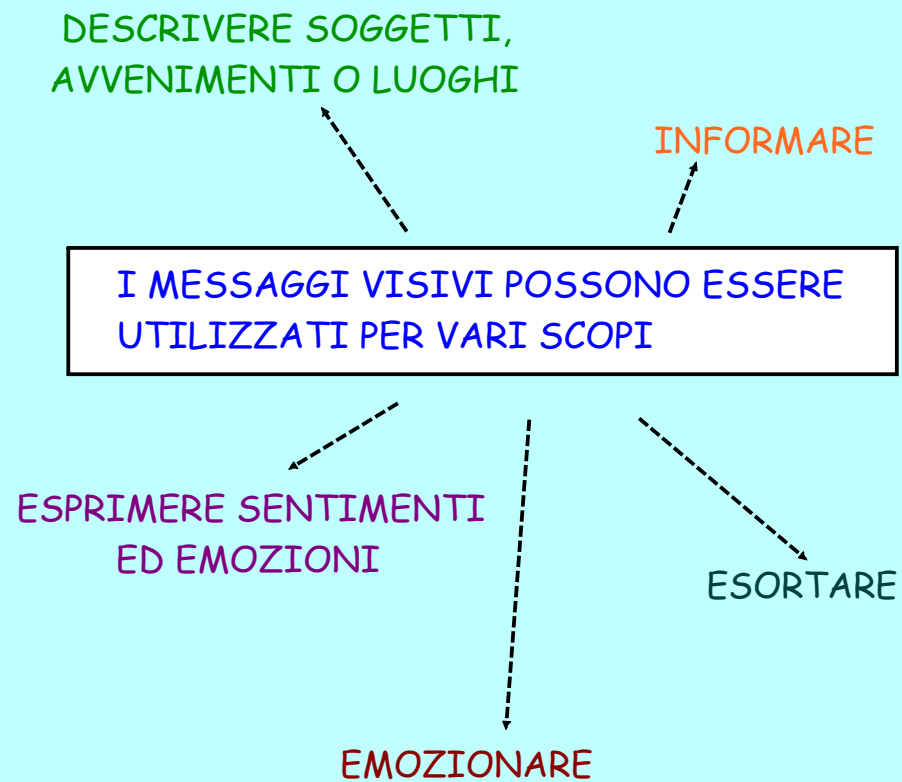 DESCRIVERE SOGGETTI,
AVVENIMENTI O LUOGHI
INFORMARE
I MESSAGGI VISIVI POSSONO ESSERE
UTILIZZATI PER VARI SCOPI
ESPRIMERE SENTIMENTI
ED EMOZIONI
ESORTARE
EMOZIONARE